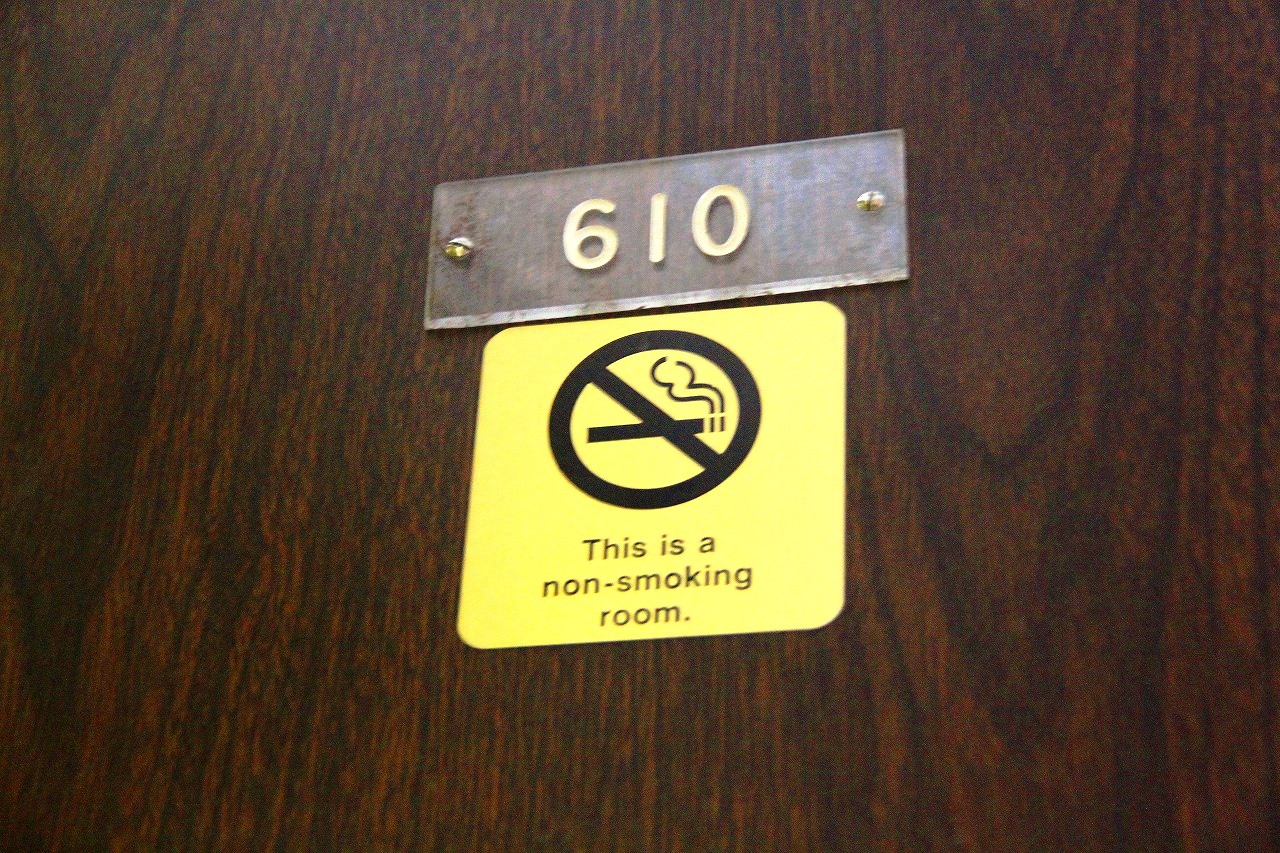 610
This is a
non-smoking
room.